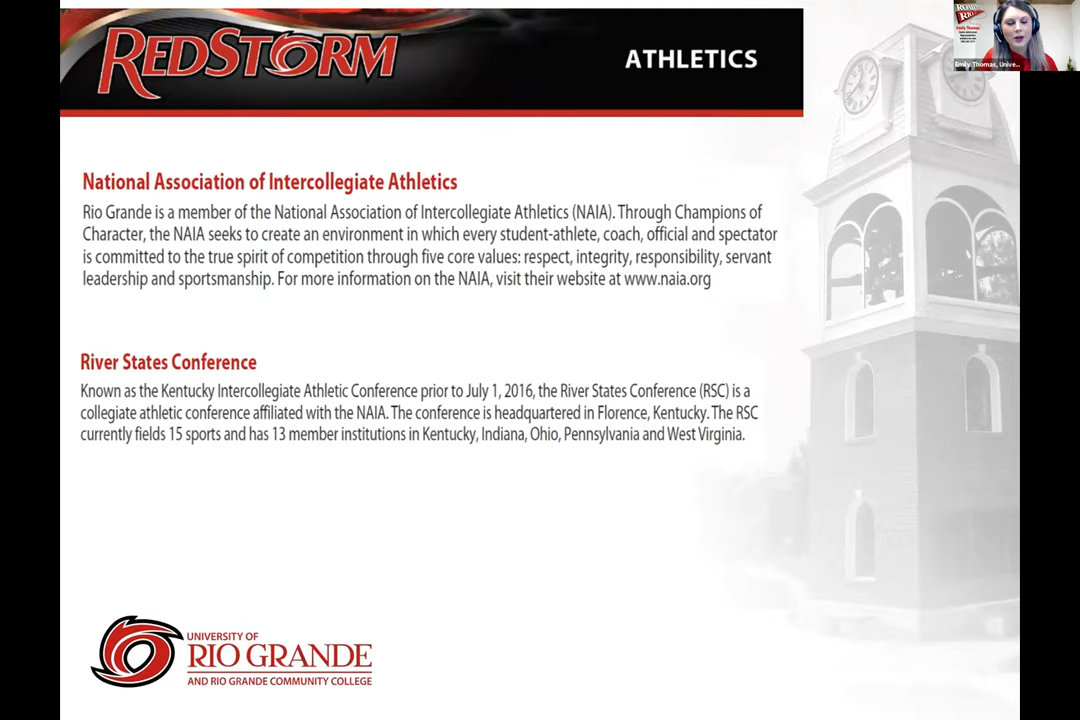 REDSTORM
ATHLETICS
Emily Thomas, Unive...
National Association of Intercollegiate Athletics
Rio Grande is a member of the National Association of Intercollegiate Athletics (NAIA). Through Champions of
Character, the NAIA seeks to create an environment in which every student-athlete, coach, official and spectator
is committed to the true spirit of competition through five core values: respect, integrity, responsibility, servant
leadership and sportsmanship. For more information on the NAIA, visit their website at www.naia.org
River States Conference
Known as the Kentucky Intercollegiate Athletic Conference prior to July 1, 2016, the River States Conference (RSC) is a
collegiate athletic conference affiliated with the NAIA. The conference is headquartered in Florence, Kentucky. The RSC
currently fields 15 sports and has 13 member institutions in Kentucky, Indiana, Ohio, Pennsylvania and West Virginia.
UNIVERSITY OF
RIO GRANDE
AND RIO GRANDE COMMUNITY COLLEGE